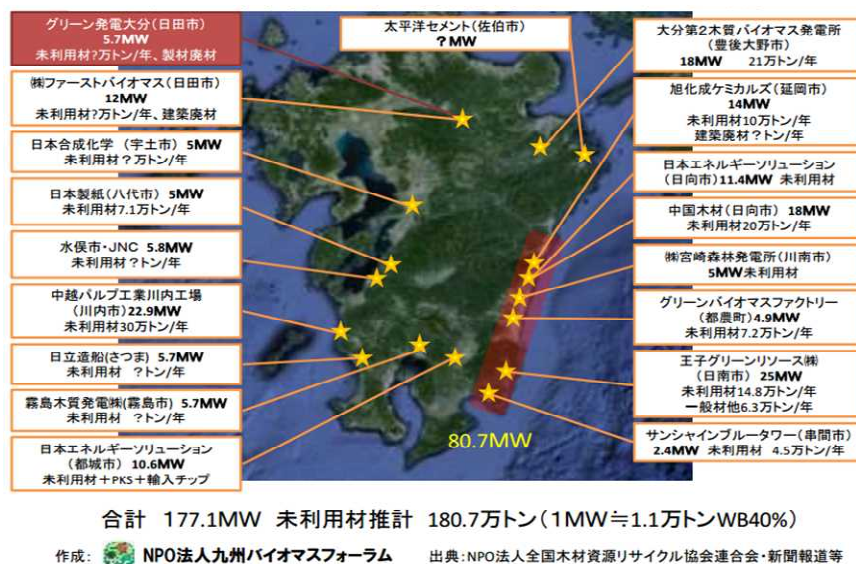 グリーン発電大分(日田市)
5.7MW
未利用材?万トン/年、製材廃材
㈱ファーストバイオマス(日田市)
12MW
未利用材?万トン/年、建築廃材
日本合成化学 (宇土市) 5MW
未利用材?万トン/年
日本製紙(八代市) 5MW
未利用材7.1万トン/年
水俣市・JNC 5.8MW
未利用材?トン/年
中越パルプ工業川内工場
(川内市)22.9MW
未利用材30万トン/年
日立造船(さつま) 5.7MW
未利用材 ?トン/年
霧島木質発電㈱(霧島市) 5.7MW
未利用材 ?トン/年
日本エネルギーソリューション
(都城市) 10.6MW
未利用材+PKS+輸入チップ
太平洋セメント(佐伯市)
?MW
大分第2木質バイオマス発電所
(豊後大野市)
18MW 21万トン/年
旭化成ケミカルズ(延岡市)
14MW
未利用材10万トン/年
建築廃材?トン/年
日本エネルギーソリューション
(日向市)11.4MW 未利用材
中国木材(日向市) 18MW
未利用材20万トン/年
㈱宮崎森林発電所(川南市)
5MW未利用材
グリーンバイオマスファクトリー
(都農町)4.9MW
未利用材7.2万トン/年
王子グリーンリソース㈱
(日南市) 25MW
未利用材14.8万トン/年
一般材他6.3万トン/年
サンシャインブルータワー(串間市)
2.4MW 未利用材 4.5万トン/年
80.7MW
合計 177.1MW 未利用材推計 180.7万トン(1MW≒1.1万トンWB40%)
作成: NPO法人九州バイオマスフォーラム 出典:NPO法人全国木材資源リサイクル協会連合会・新聞報道等